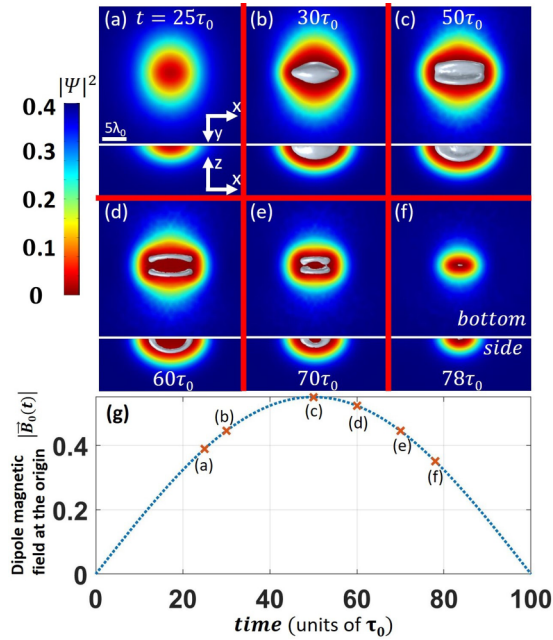 (a) t = 25τ₀
(b) 30τ₀
(c) 50τ₀
|Ψ|²
0.4
0.3
0.2
0.1
0
5λ₀
x
y
z
x
(d)
(e)
(f)
bottom
side
60τ₀
70τ₀
78τ₀
(g)
Dipole magnetic
field at the origin
|B⃗₀(t)|
0.4
0.2
0
(a)
(b)
(c)
(d)
(e)
(f)
0 20 40 60 80 100
time (units of τ₀)